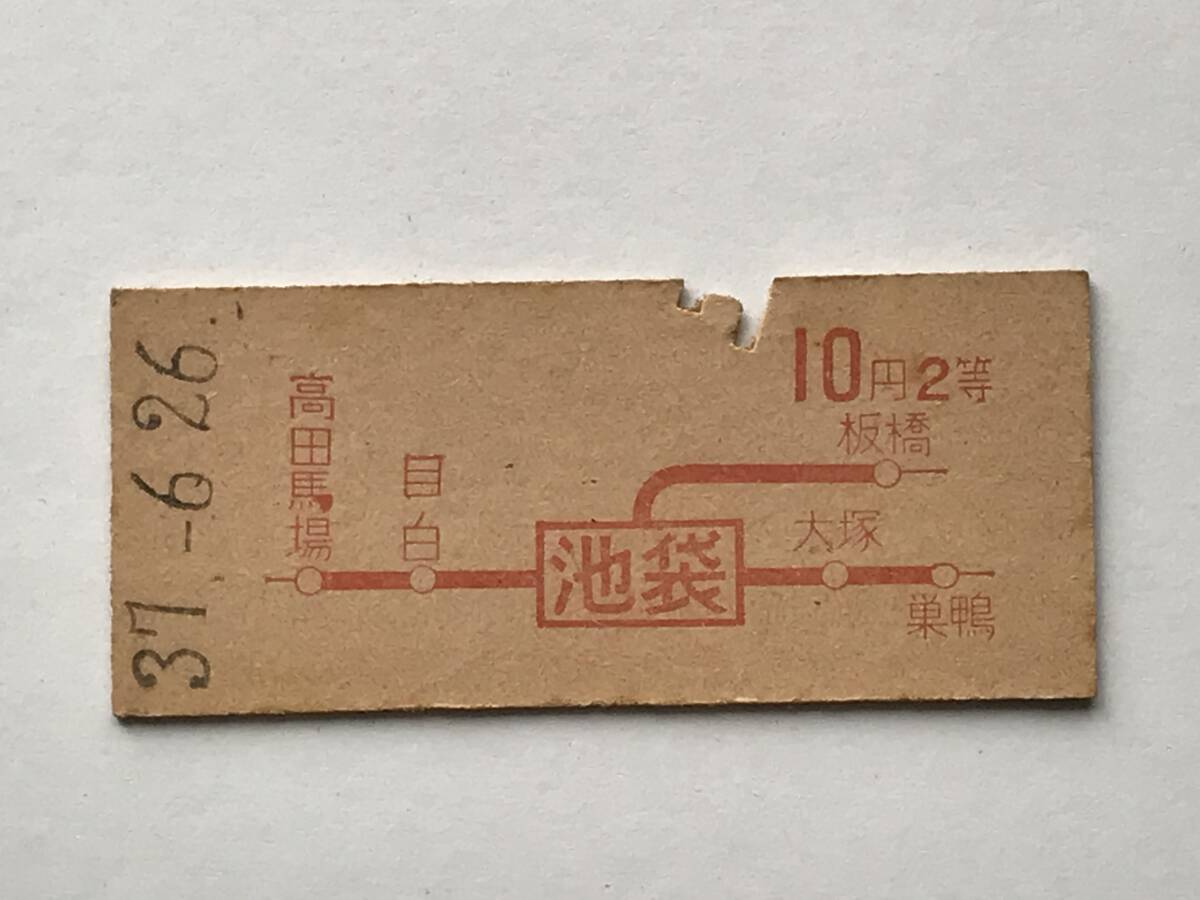 37.-6.26
10円2等
板橋
高田馬場
目白
池袋
大塚
巣鴨